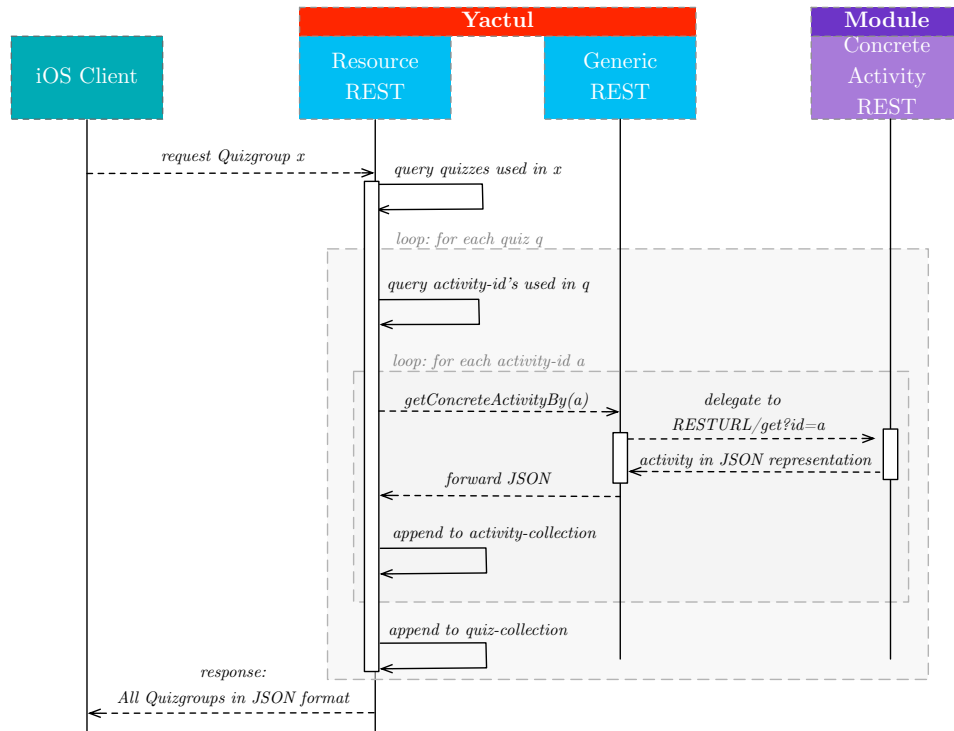 Yactul
Module
iOS Client
Resource
REST
Generic
REST
Concrete
Activity
REST
request Quizgroup x
query quizzes used in x
loop: for each quiz q
query activity-id's used in q
loop: for each activity-id a
getConcreteActivityBy(a)
delegate to
RESTURL/get?id=a
activity in JSON representation
forward JSON
append to activity-collection
append to quiz-collection
response:
All Quizgroups in JSON format